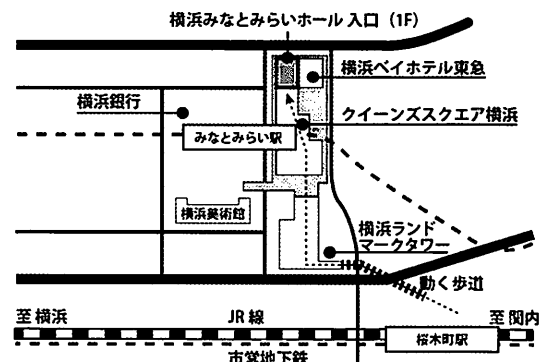 横浜みなとみらいホール 入口（1F）
横浜ベイホテル東急
横浜銀行
クイーンズスクエア横浜
みなとみらい駅
横浜美術館
横浜ランド
マークタワー
動く歩道
至 横浜
JR 線
至 関内
桜木町駅
市営地下鉄